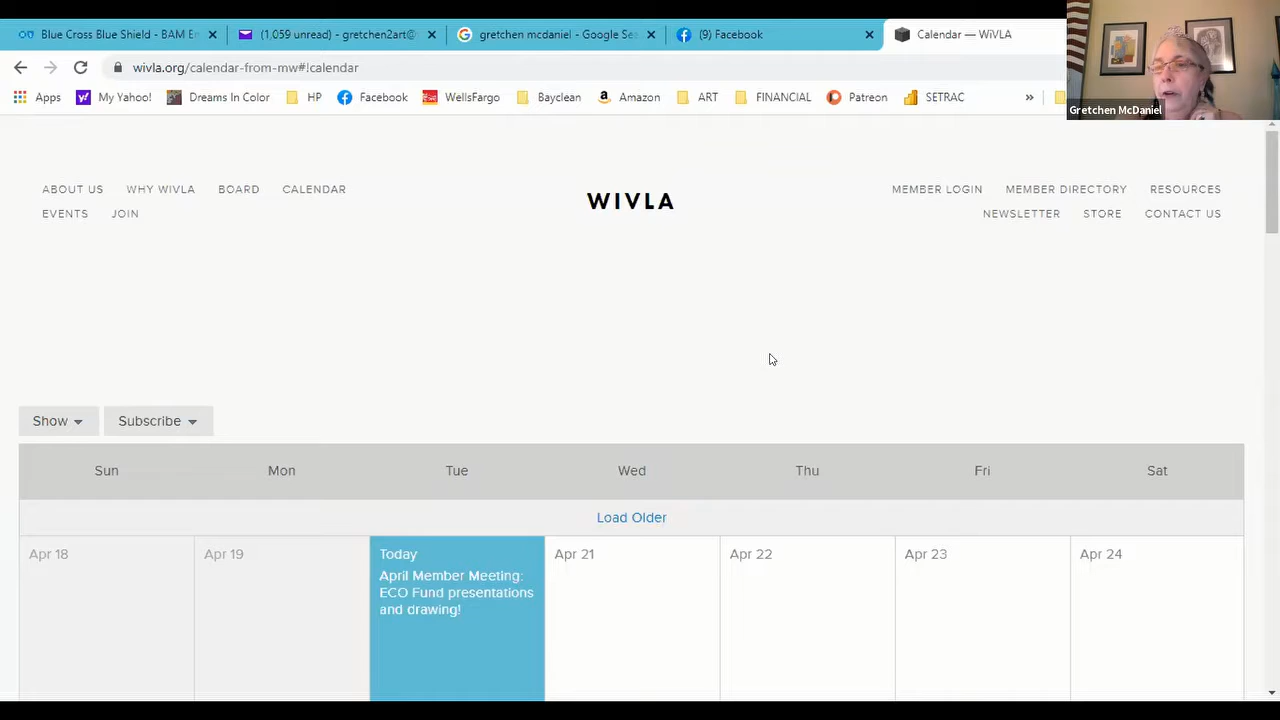 Blue Cross Blue Shield - BAM E
(1,059 unread) - gretchencart@
gretchen mcdaniel - Google Sea
(9) Facebook
Calendar — WiVLA
wivla.org/calendar-from-mw#!calendar
Apps My Yahoo! Dreams In Color HP Facebook WellsFargo Bayclean Amazon ART FINANCIAL Patreon SETRAC »
Gretchen McDaniel
ABOUT US WHY WIVLA BOARD CALENDAR
EVENTS JOIN
WIVLA
MEMBER LOGIN MEMBER DIRECTORY RESOURCES
NEWSLETTER STORE CONTACT US
Show Subscribe
Sun Mon Tue Wed Thu Fri Sat
Load Older
Apr 18 Apr 19 Today Apr 21 Apr 22 Apr 23 Apr 24
April Member Meeting:
ECO Fund presentations
and drawing!